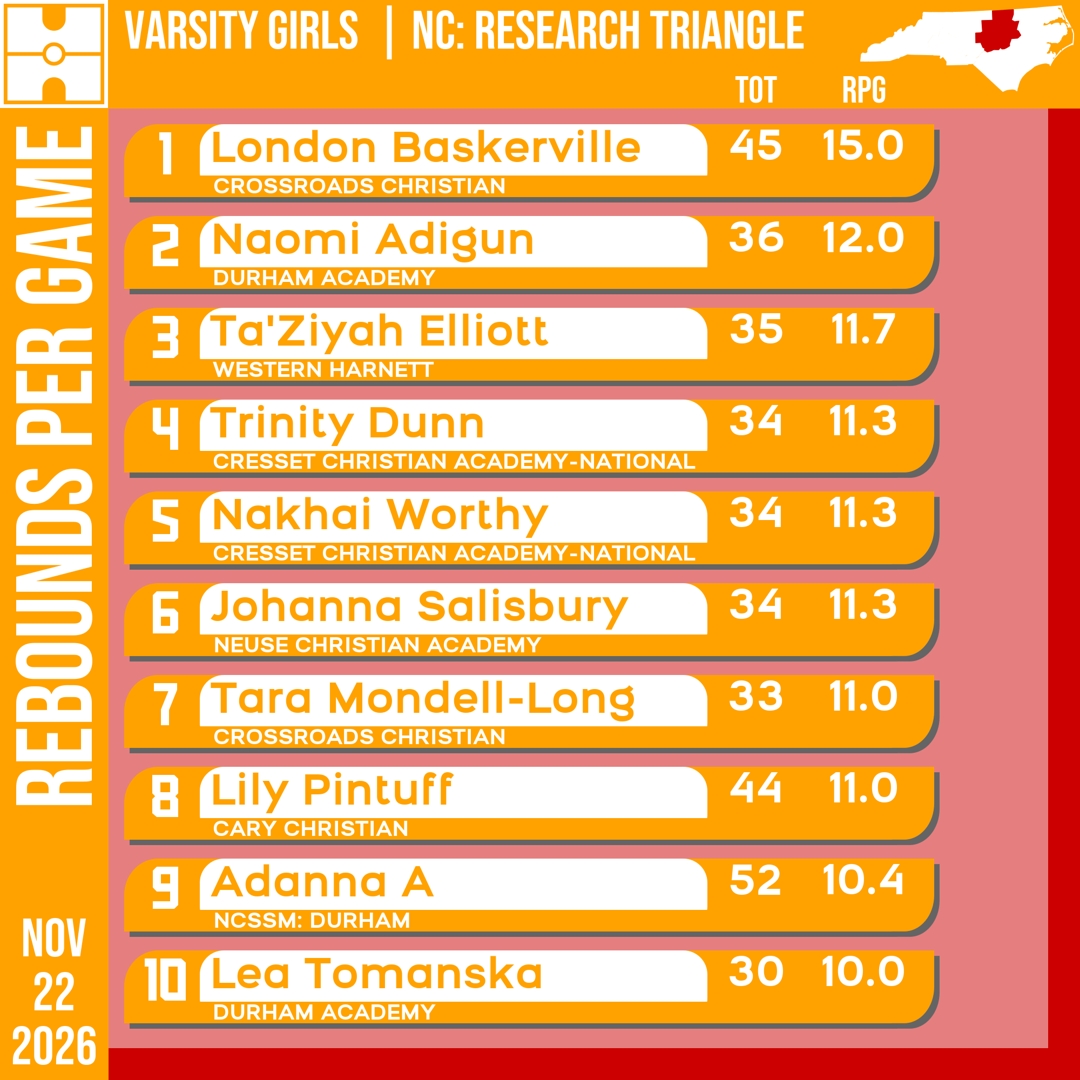 VARSITY GIRLS | NC: RESEARCH TRIANGLE
TOT RPG
REBOUNDS PER GAME
NOV
22
2026
1 London Baskerville 45 15.0
CROSSROADS CHRISTIAN
2 Naomi Adigun 36 12.0
DURHAM ACADEMY
3 Ta'Ziyah Elliott 35 11.7
WESTERN HARNETT
4 Trinity Dunn 34 11.3
CRESSET CHRISTIAN ACADEMY-NATIONAL
5 Nakhai Worthy 34 11.3
CRESSET CHRISTIAN ACADEMY-NATIONAL
6 Johanna Salisbury 34 11.3
NEUSE CHRISTIAN ACADEMY
7 Tara Mondell-Long 33 11.0
CROSSROADS CHRISTIAN
8 Lily Pintuff 44 11.0
CARY CHRISTIAN
9 Adanna A 52 10.4
NCSSM: DURHAM
10 Lea Tomanska 30 10.0
DURHAM ACADEMY